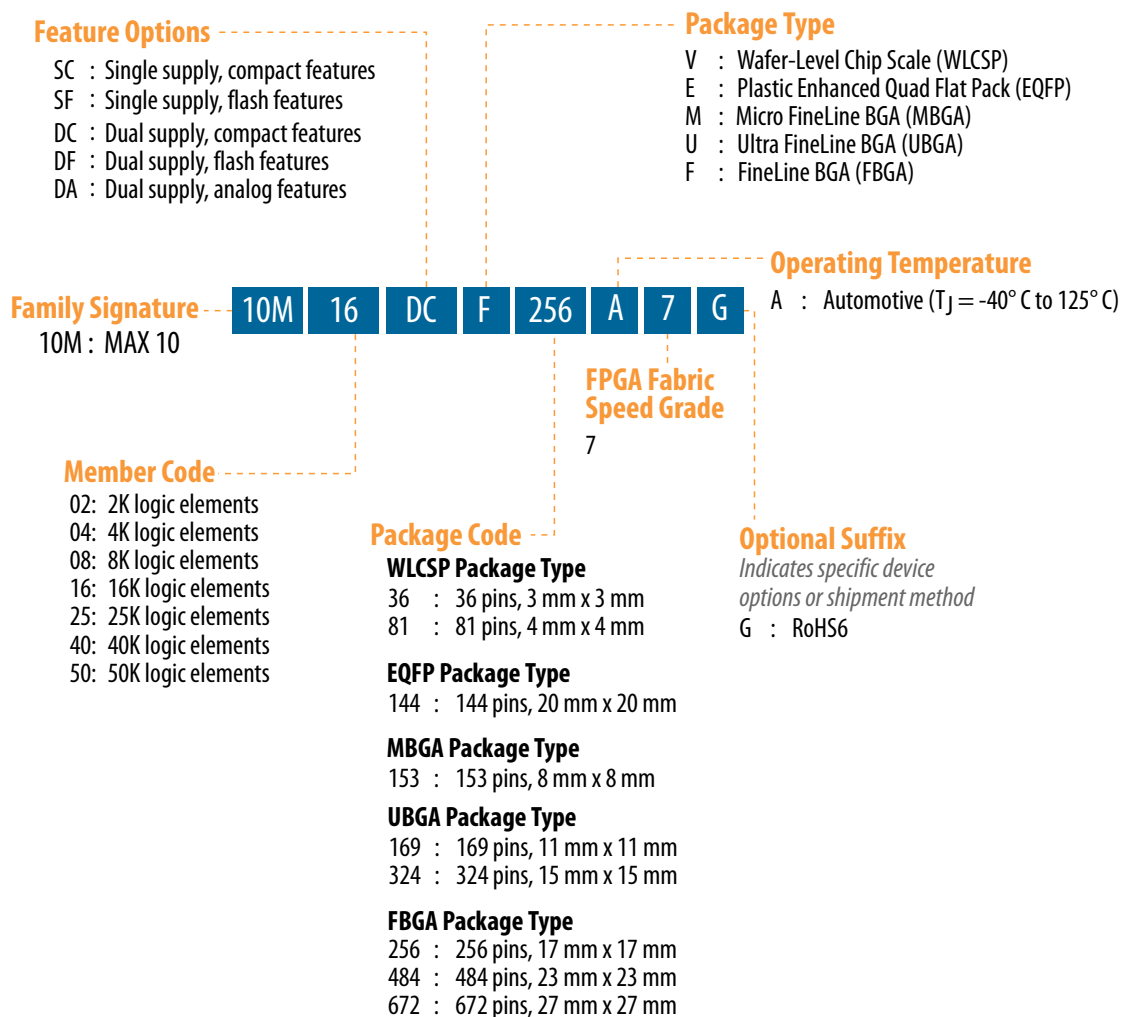 Feature Options
SC : Single supply, compact features
SF : Single supply, flash features
DC : Dual supply, compact features
DF : Dual supply, flash features
DA : Dual supply, analog features
Package Type
V : Wafer-Level Chip Scale (WLCSP)
E : Plastic Enhanced Quad Flat Pack (EQFP)
M : Micro FineLine BGA (MBGA)
U : Ultra FineLine BGA (UBGA)
F : FineLine BGA (FBGA)
Operating Temperature
A : Automotive (TJ = -40° C to 125° C)
Family Signature
10M : MAX 10
10M 16 DC F 256 A 7 G
FPGA Fabric
Speed Grade
7
Member Code
02: 2K logic elements
04: 4K logic elements
08: 8K logic elements
16: 16K logic elements
25: 25K logic elements
40: 40K logic elements
50: 50K logic elements
Package Code
WLCSP Package Type
36 : 36 pins, 3 mm x 3 mm
81 : 81 pins, 4 mm x 4 mm
EQFP Package Type
144 : 144 pins, 20 mm x 20 mm
MBGA Package Type
153 : 153 pins, 8 mm x 8 mm
UBGA Package Type
169 : 169 pins, 11 mm x 11 mm
324 : 324 pins, 15 mm x 15 mm
FBGA Package Type
256 : 256 pins, 17 mm x 17 mm
484 : 484 pins, 23 mm x 23 mm
672 : 672 pins, 27 mm x 27 mm
Optional Suffix
Indicates specific device
options or shipment method
G : RoHS6